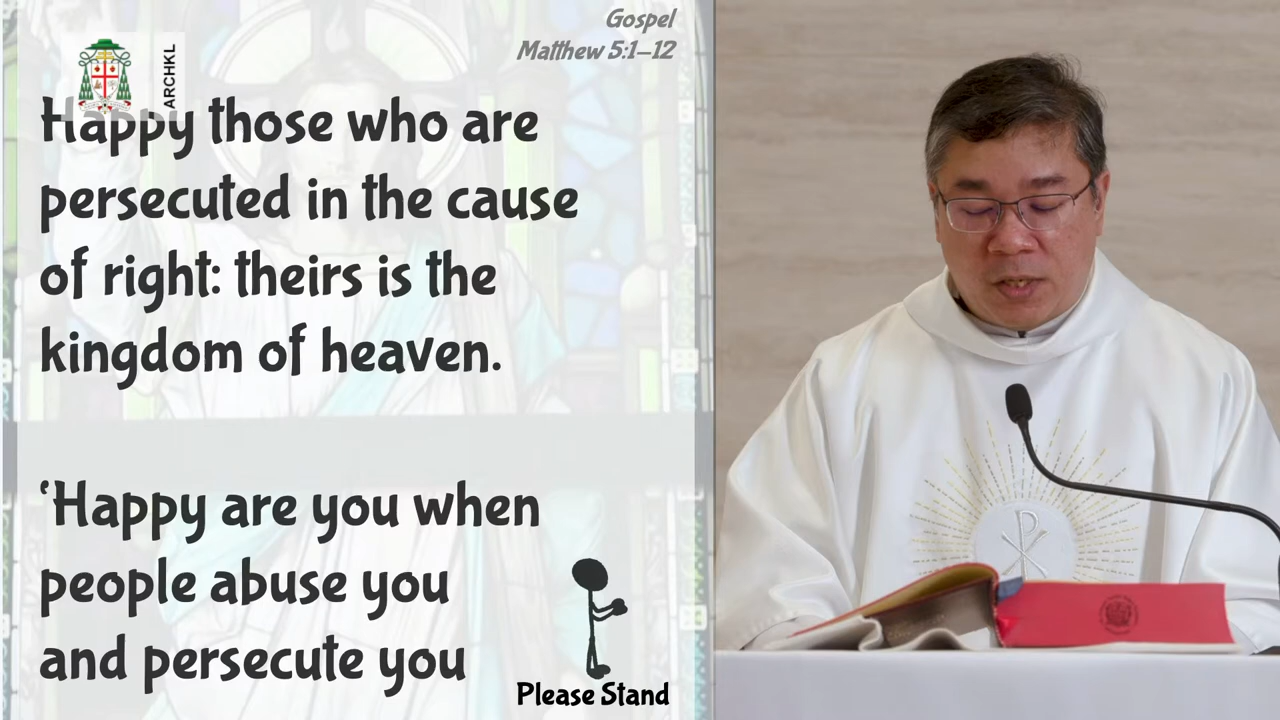 Gospel
Matthew 5:1–12
ARCHKL
Happy those who are
persecuted in the cause
of right: theirs is the
kingdom of heaven.
‘Happy are you when
people abuse you
and persecute you
Please Stand